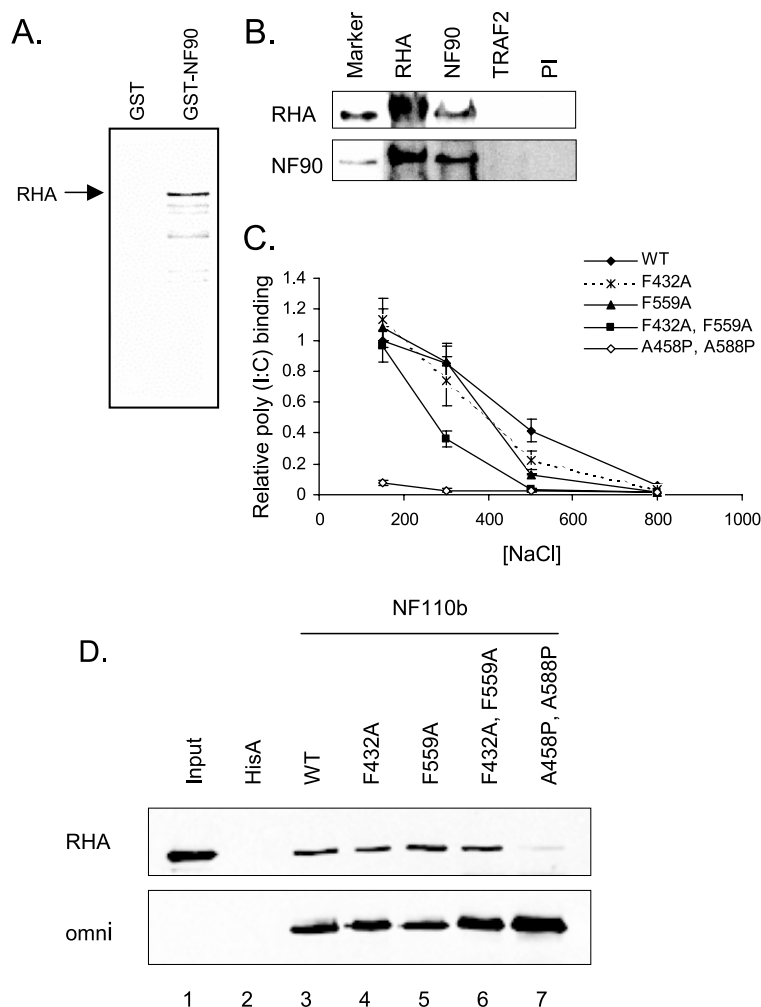 A.
GST
GST-NF90
RHA
B.
Marker
RHA
NF90
TRAF2
PI
RHA
NF90
C.
WT
F432A
F559A
F432A, F559A
A458P, A588P
Relative poly (I:C) binding
1.4
1.2
1
0.8
0.6
0.4
0.2
0
0 200 400 600 800 1000
[NaCl]
D.
NF110b
Input
HisA
WT
F432A
F559A
F432A, F559A
A458P, A588P
RHA
omni
1 2 3 4 5 6 7